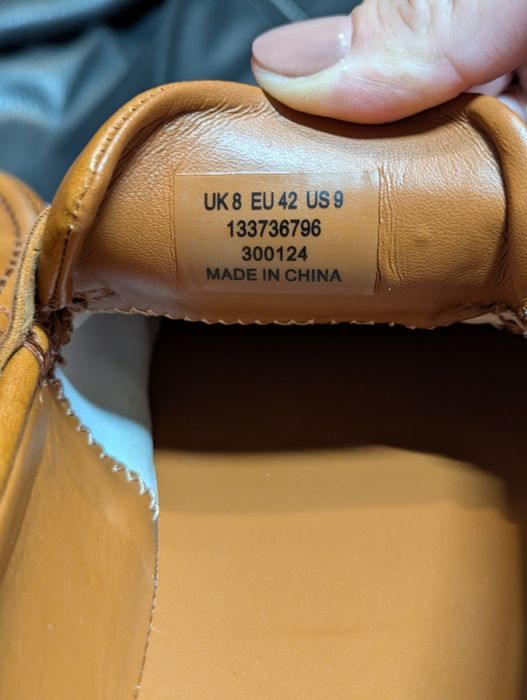 UK 8 EU 42 US 9
133736796
300124
MADE IN CHINA